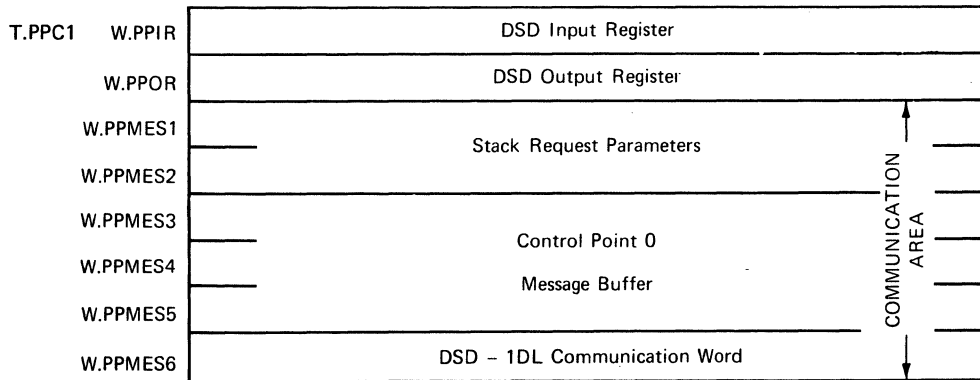 T.PPC1 W.PPIR DSD Input Register
W.PPOR DSD Output Register
W.PPMES1
Stack Request Parameters
W.PPMES2
W.PPMES3
Control Point 0
W.PPMES4
Message Buffer
W.PPMES5
W.PPMES6 DSD – 1DL Communication Word
COMMUNICATION
AREA